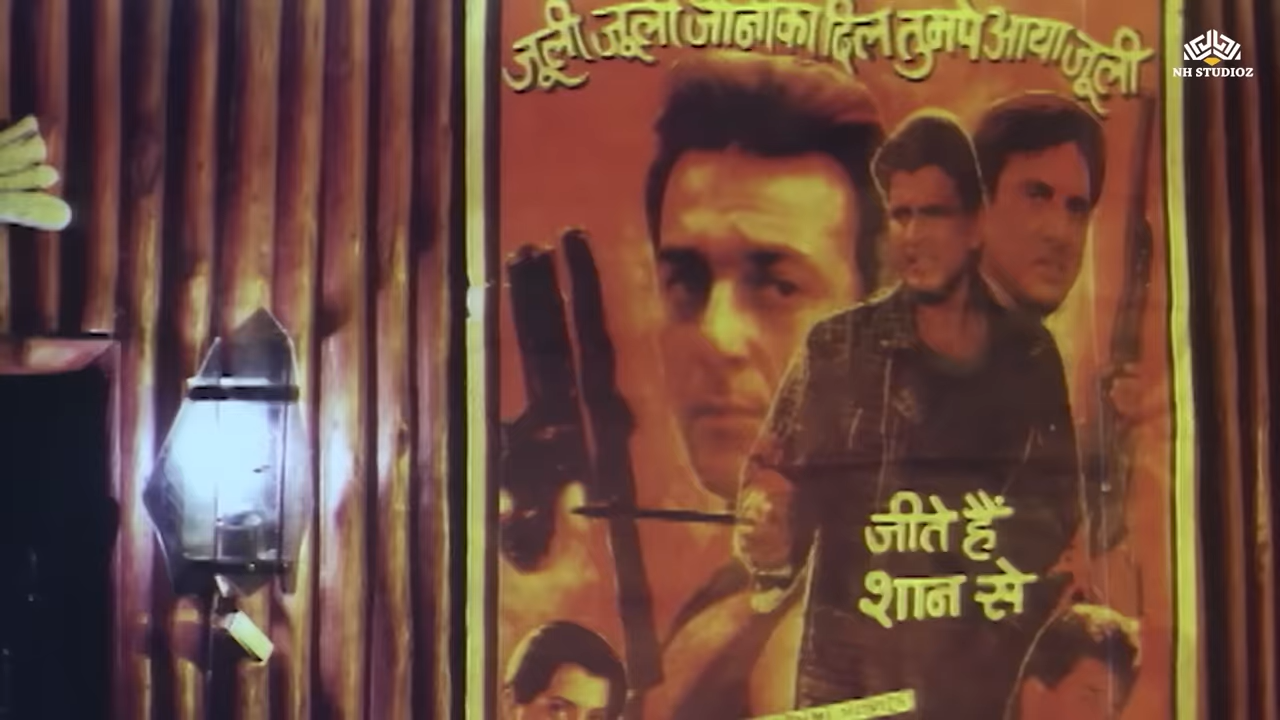 जूली जूली जॉनी का दिल तुमपे आया जूली
NH STUDIOZ
जीते हैं
शान से